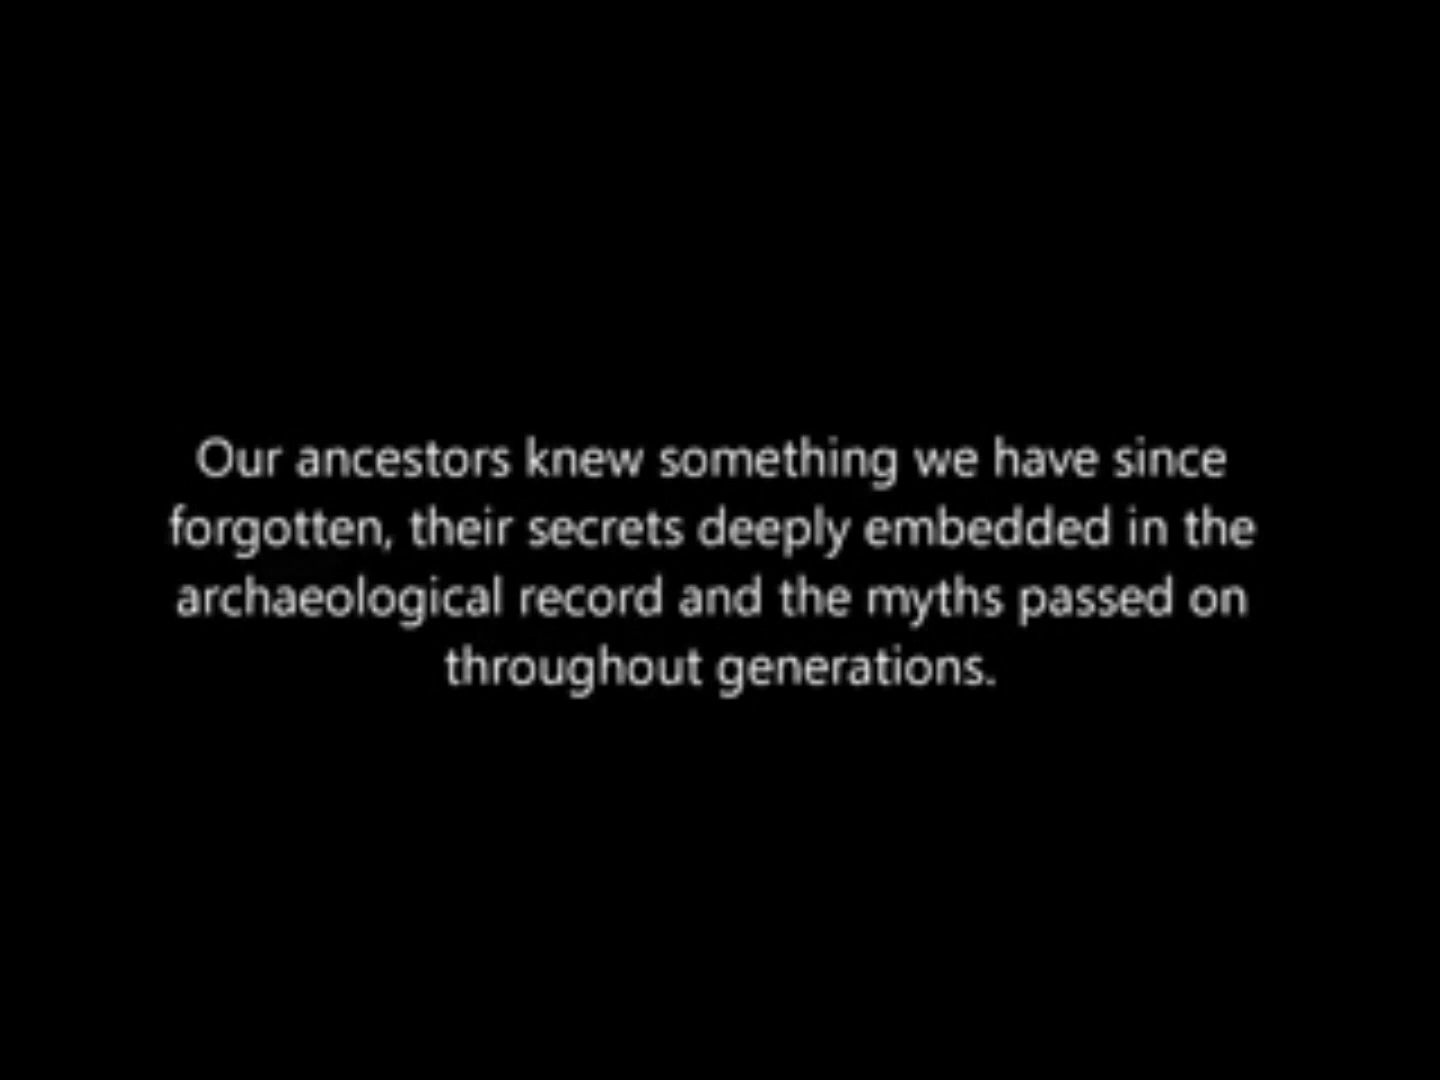 Our ancestors knew something we have since
forgotten, their secrets deeply embedded in the
archaeological record and the myths passed on
throughout generations.